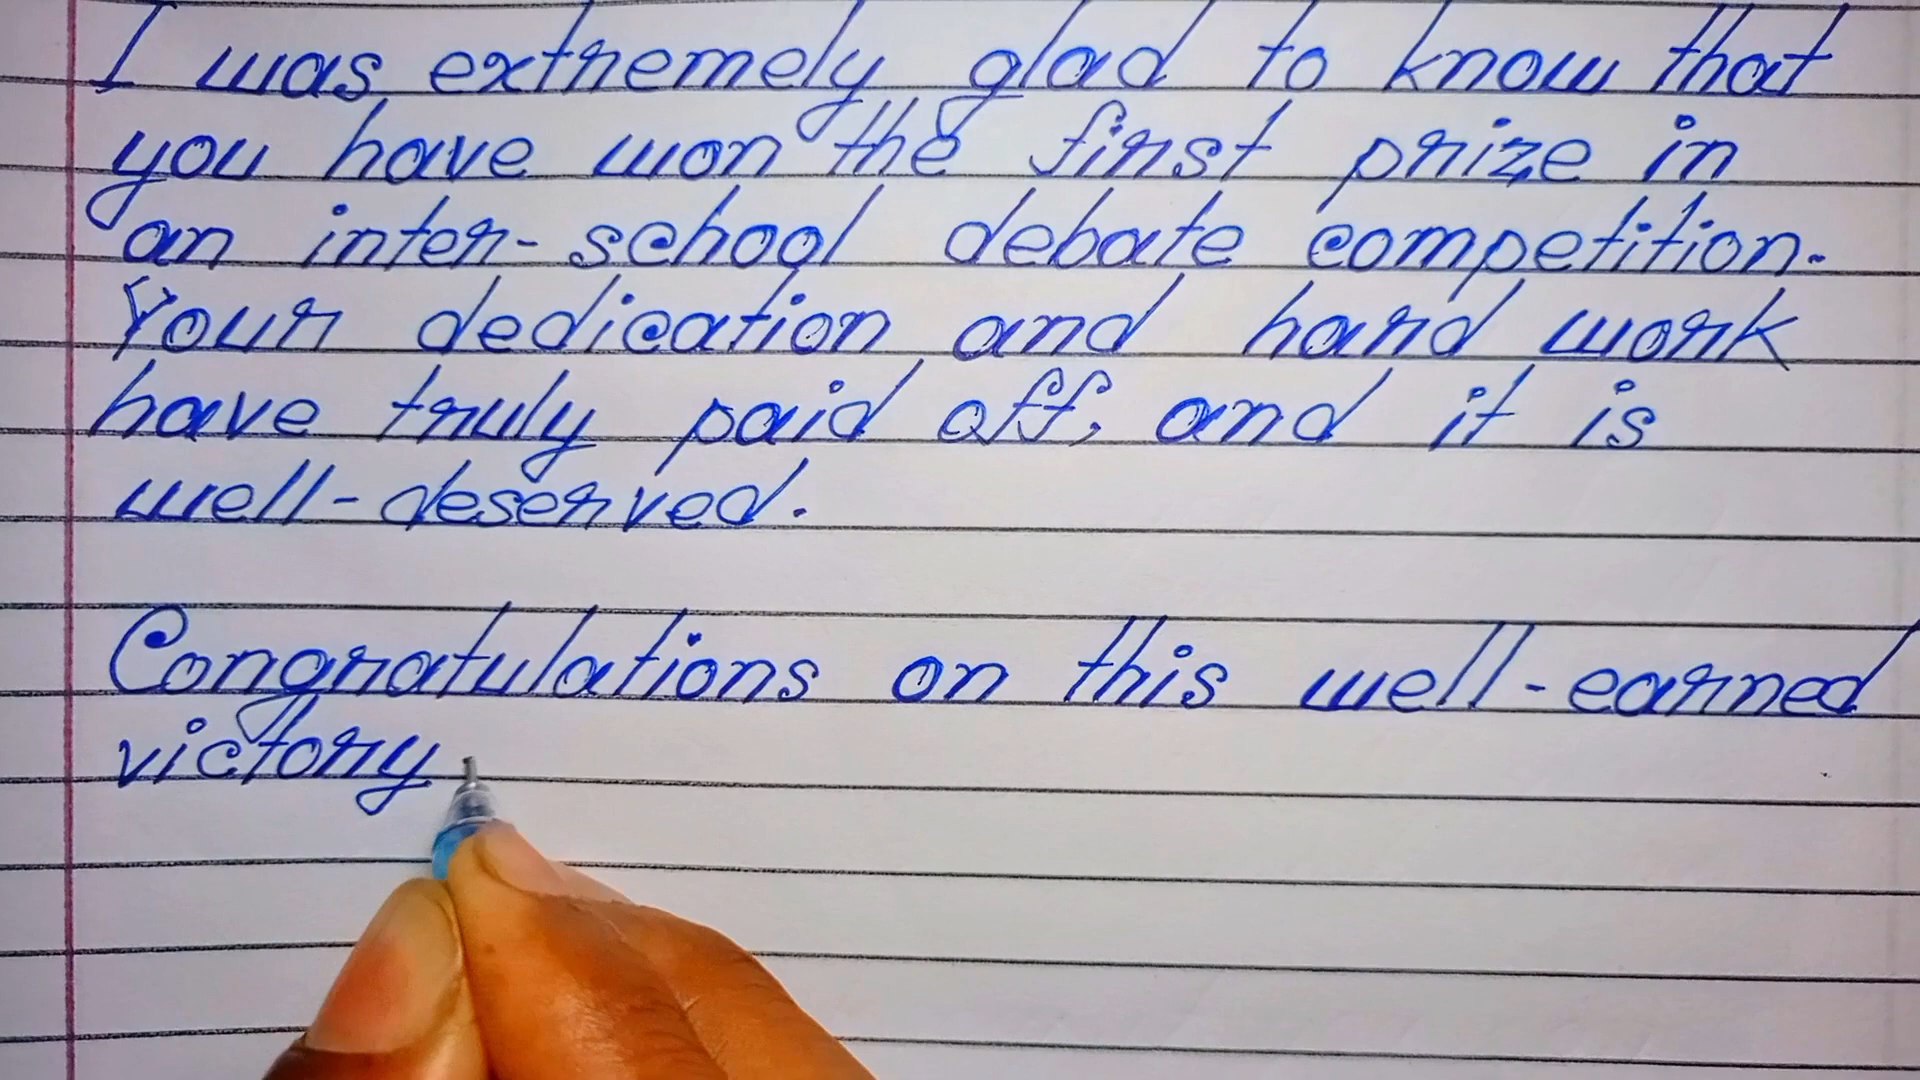 I was extremely glad to know that
you have won the first prize in
an inter-school debate competition.
Your dedication and hard work
have truly paid off, and it is
well-deserved.
Congratulations on this well-earned
victory